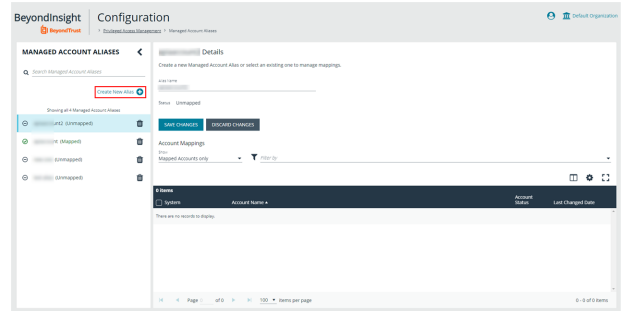 BeyondInsight
BeyondTrust
Configuration
Privileged Access Management > Managed Account Aliases
Default Organization
MANAGED ACCOUNT ALIASES
Search Managed Account Aliases
Create New Alias
Showing all 4 Managed Account Aliases
nt2 (Unmapped)
nt (Mapped)
(Unmapped)
(Unmapped)
Details
Create a new Managed Account Alias or select an existing one to manage mappings.
Alias Name
Status Unmapped
SAVE CHANGES DISCARD CHANGES
Account Mappings
Show
Mapped Accounts only
Filter by
0 items
System Account Name Account Status Last Changed Date
There are no records to display.
Page of 0 100 items per page 0 - 0 of 0 items